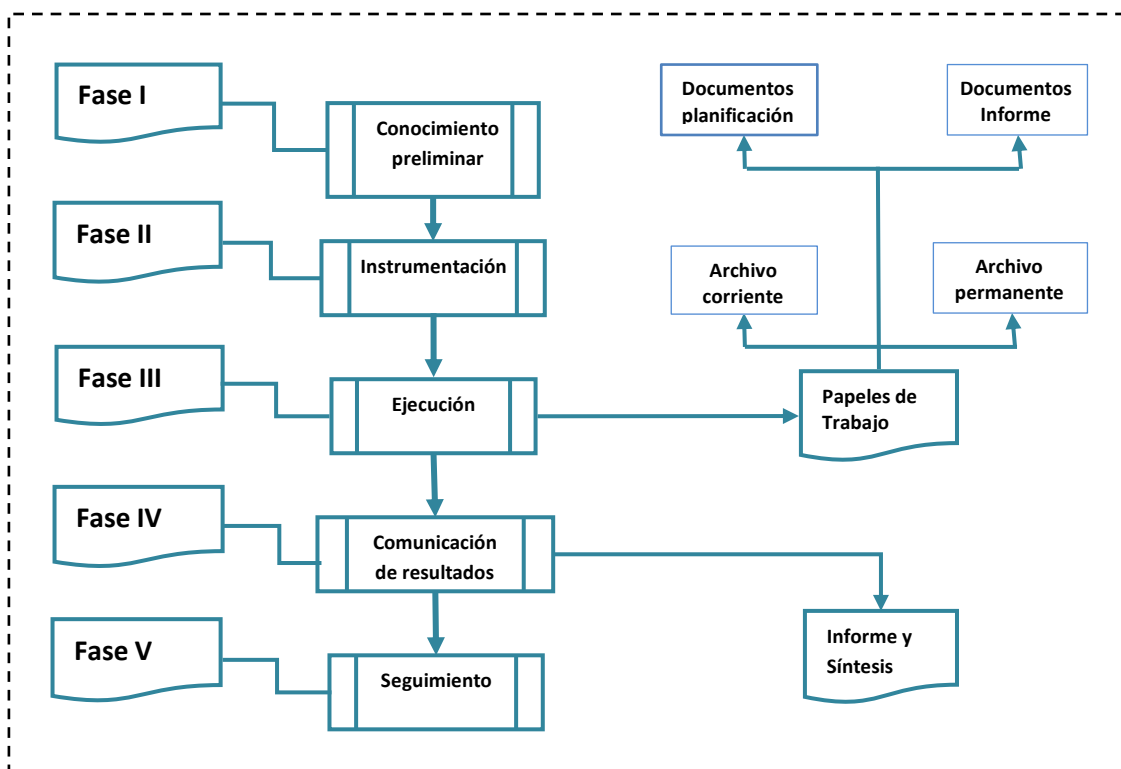 Fase I
Conocimiento
preliminar
Documentos
planificación
Documentos
Informe
Fase II
Instrumentación
Archivo
corriente
Archivo
permanente
Fase III
Ejecución
Papeles de
Trabajo
Fase IV
Comunicación
de resultados
Fase V
Seguimiento
Informe y
Síntesis